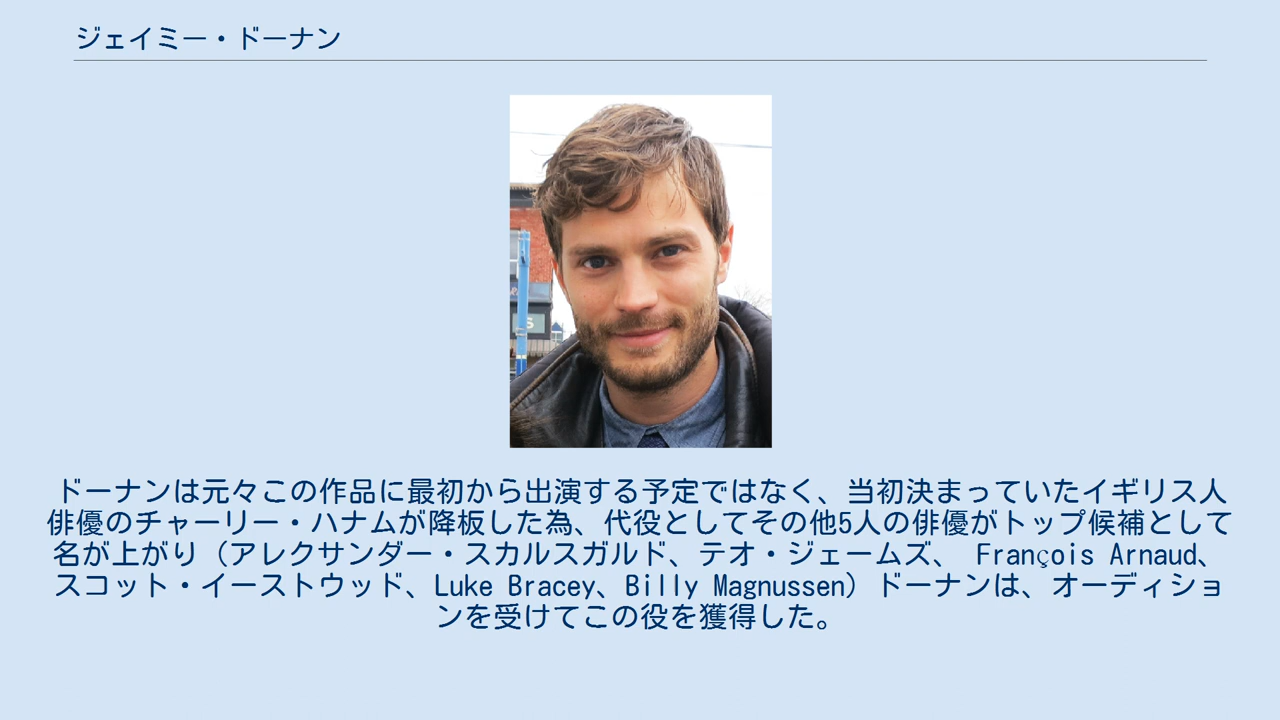 ジェイミー・ドーナン
ドーナンは元々この作品に最初から出演する予定ではなく、当初決まっていたイギリス人
俳優のチャーリー・ハナムが降板した為、代役としてその他5人の俳優がトップ候補として
名が上がり（アレクサンダー・スカルスガルド、テオ・ジェームズ、 François Arnaud、
スコット・イーストウッド、Luke Bracey、Billy Magnussen）ドーナンは、オーディショ
ンを受けてこの役を獲得した。